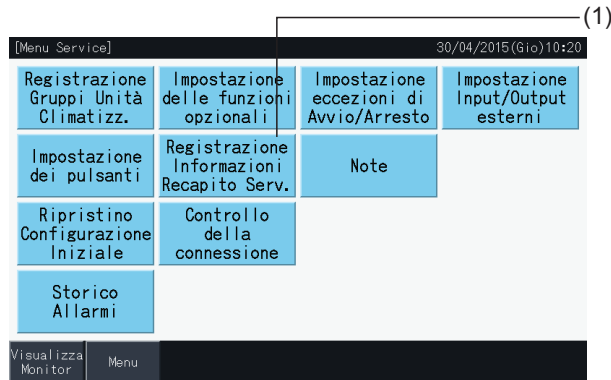 (1)
[Menu Service] 30/04/2015(Gio)10:20
Registrazione
Gruppi Unità
Climatizz.
Impostazione
delle funzioni
opzionali
Impostazione
eccezioni di
Avvio/Arresto
Impostazione
Input/Output
esterni
Impostazione
dei pulsanti
Registrazione
Informazioni
Recapito Serv.
Note
Ripristino
Configurazione
Iniziale
Controllo
della
connessione
Storico
Allarmi
Visualizza
Monitor
Menu